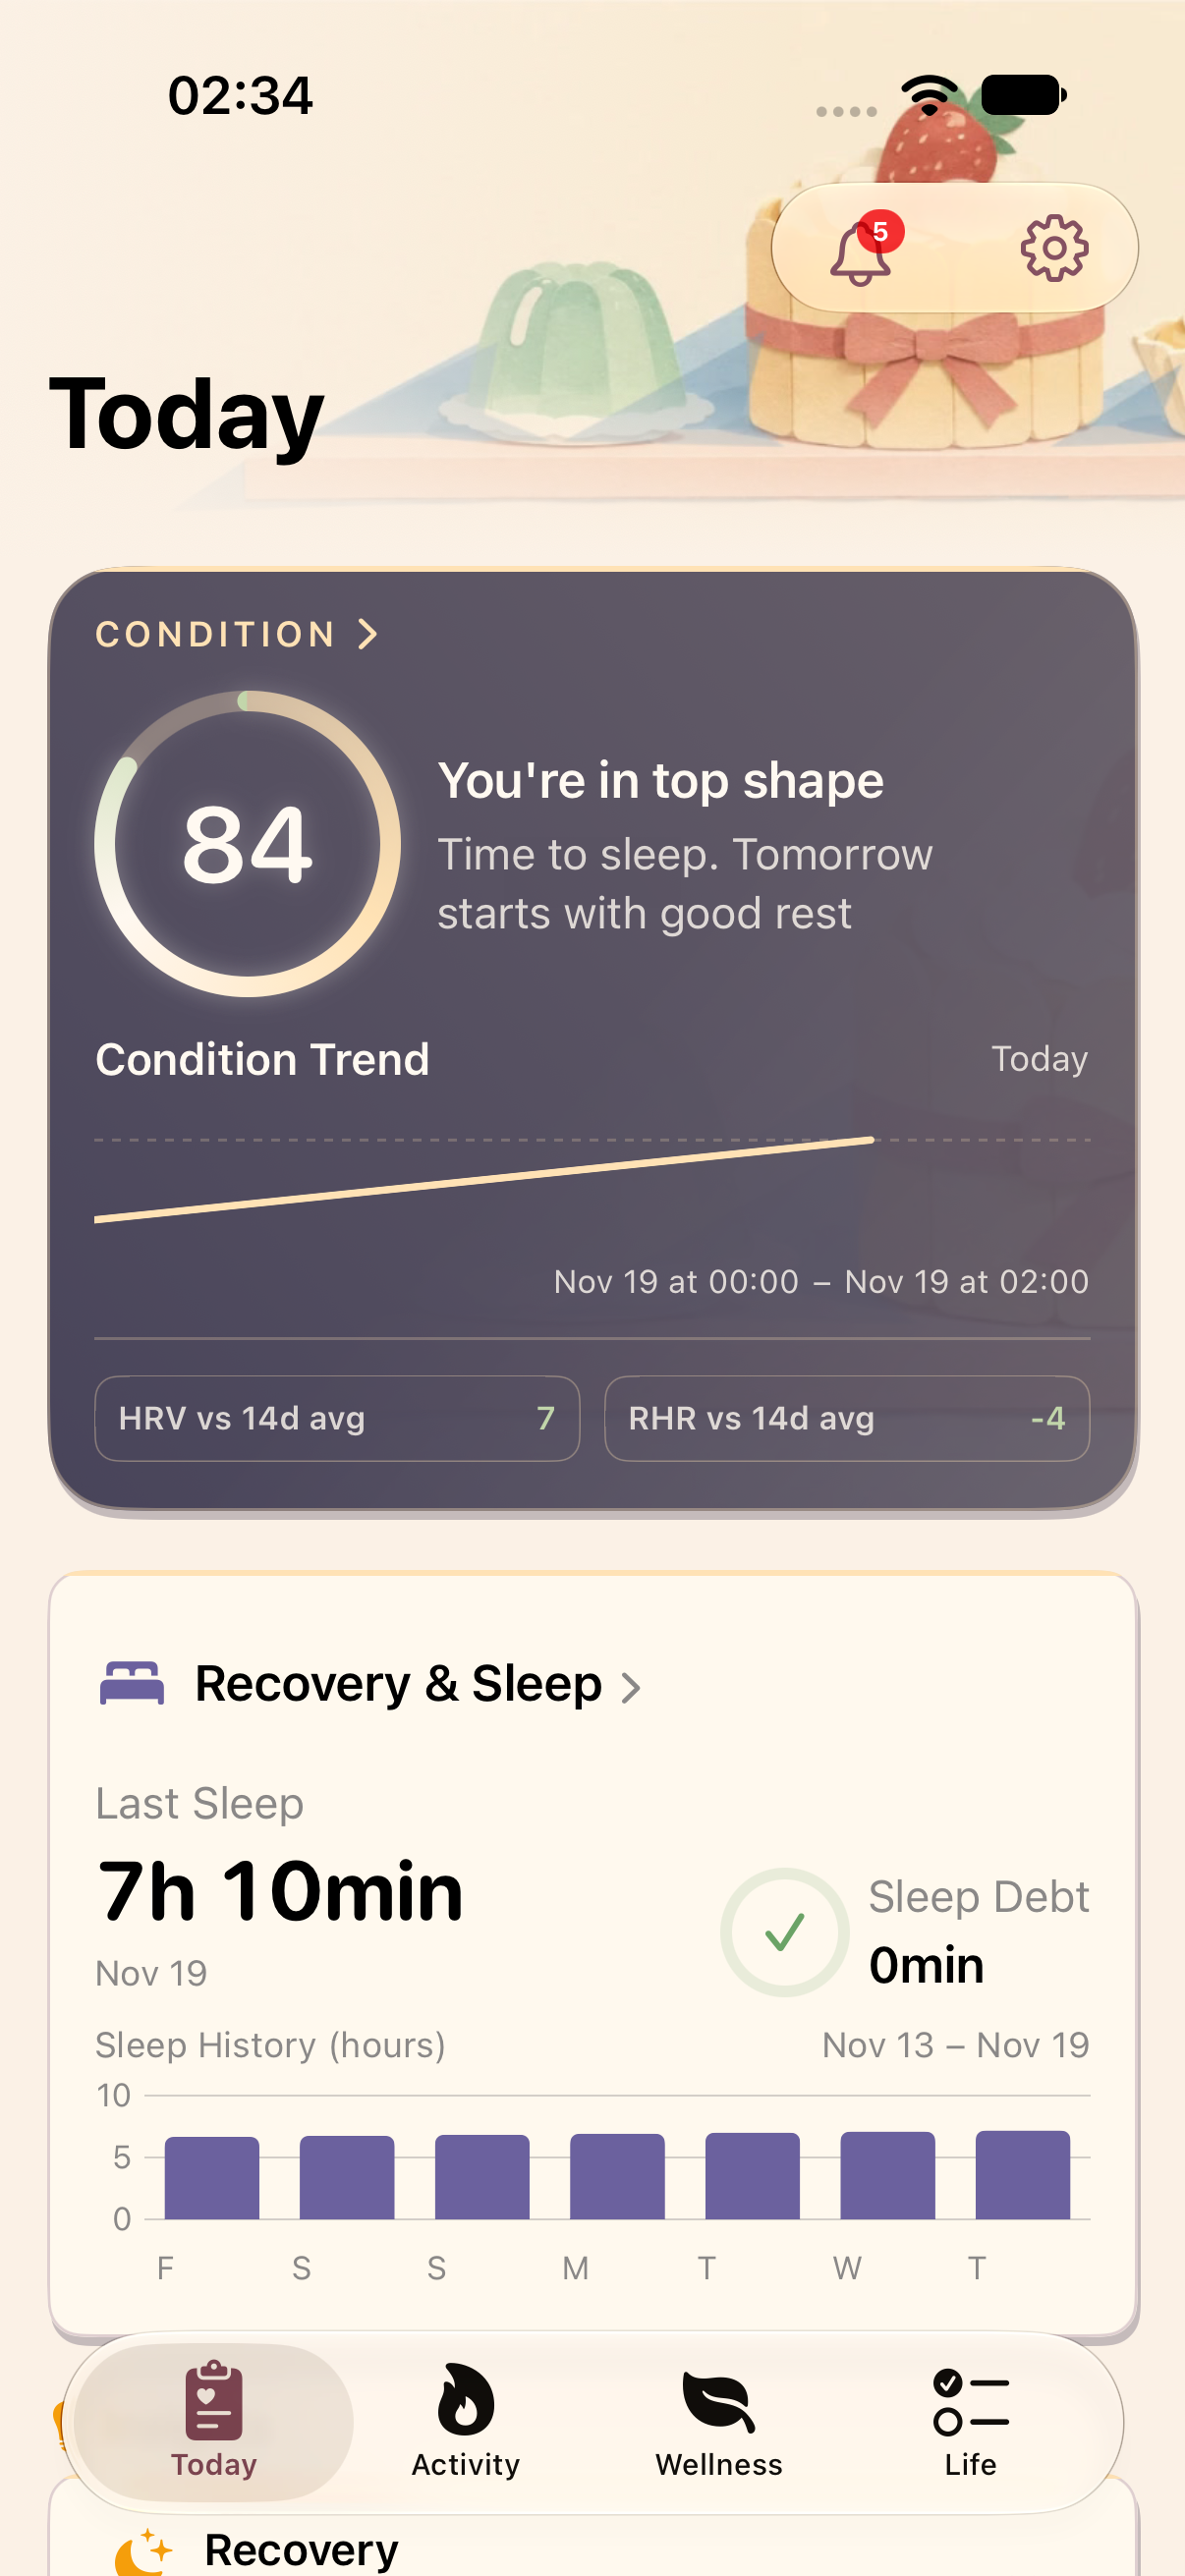 02:34
5
Today
CONDITION
84
You're in top shape
Time to sleep. Tomorrow
starts with good rest
Condition Trend
Today
Nov 19 at 00:00 – Nov 19 at 02:00
HRV vs 14d avg 7
RHR vs 14d avg -4
Recovery & Sleep
Last Sleep
7h 10min
Nov 19
Sleep Debt
0min
Sleep History (hours)
Nov 13 – Nov 19
10
5
0
F S S M T W T
Today
Activity
Wellness
Life
Recovery